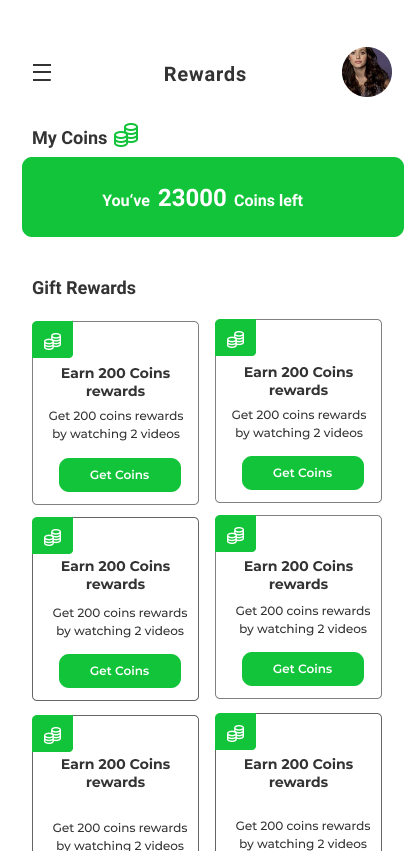 Rewards
My Coins
You've 23000 Coins left
Gift Rewards
Earn 200 Coins
rewards
Get 200 coins rewards
by watching 2 videos
Get Coins
Earn 200 Coins
rewards
Get 200 coins rewards
by watching 2 videos
Get Coins
Earn 200 Coins
rewards
Get 200 coins rewards
by watching 2 videos
Get Coins
Earn 200 Coins
rewards
Get 200 coins rewards
by watching 2 videos
Get Coins
Earn 200 Coins
rewards
Get 200 coins rewards
by watching 2 videos
Earn 200 Coins
rewards
Get 200 coins rewards
by watching 2 videos